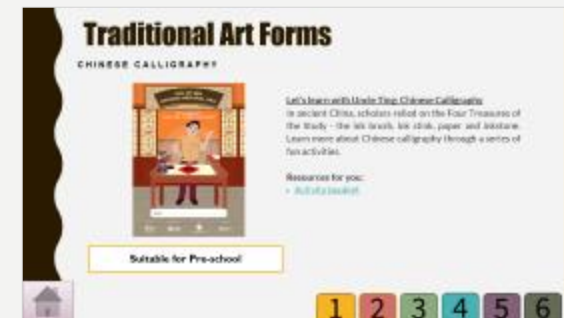 Traditional Art Forms
CHINESE CALLIGRAPHY
Let's learn with Uncle Ting: Chinese Calligraphy
In ancient China, scholars relied on the Four Treasures of
the Study - the ink brush, ink stick, paper and inkstone.
Learn more about Chinese calligraphy through a series of
fun activities.
Resources for you:
• Activity booklet
Suitable for Pre-school
1 2 3 4 5 6